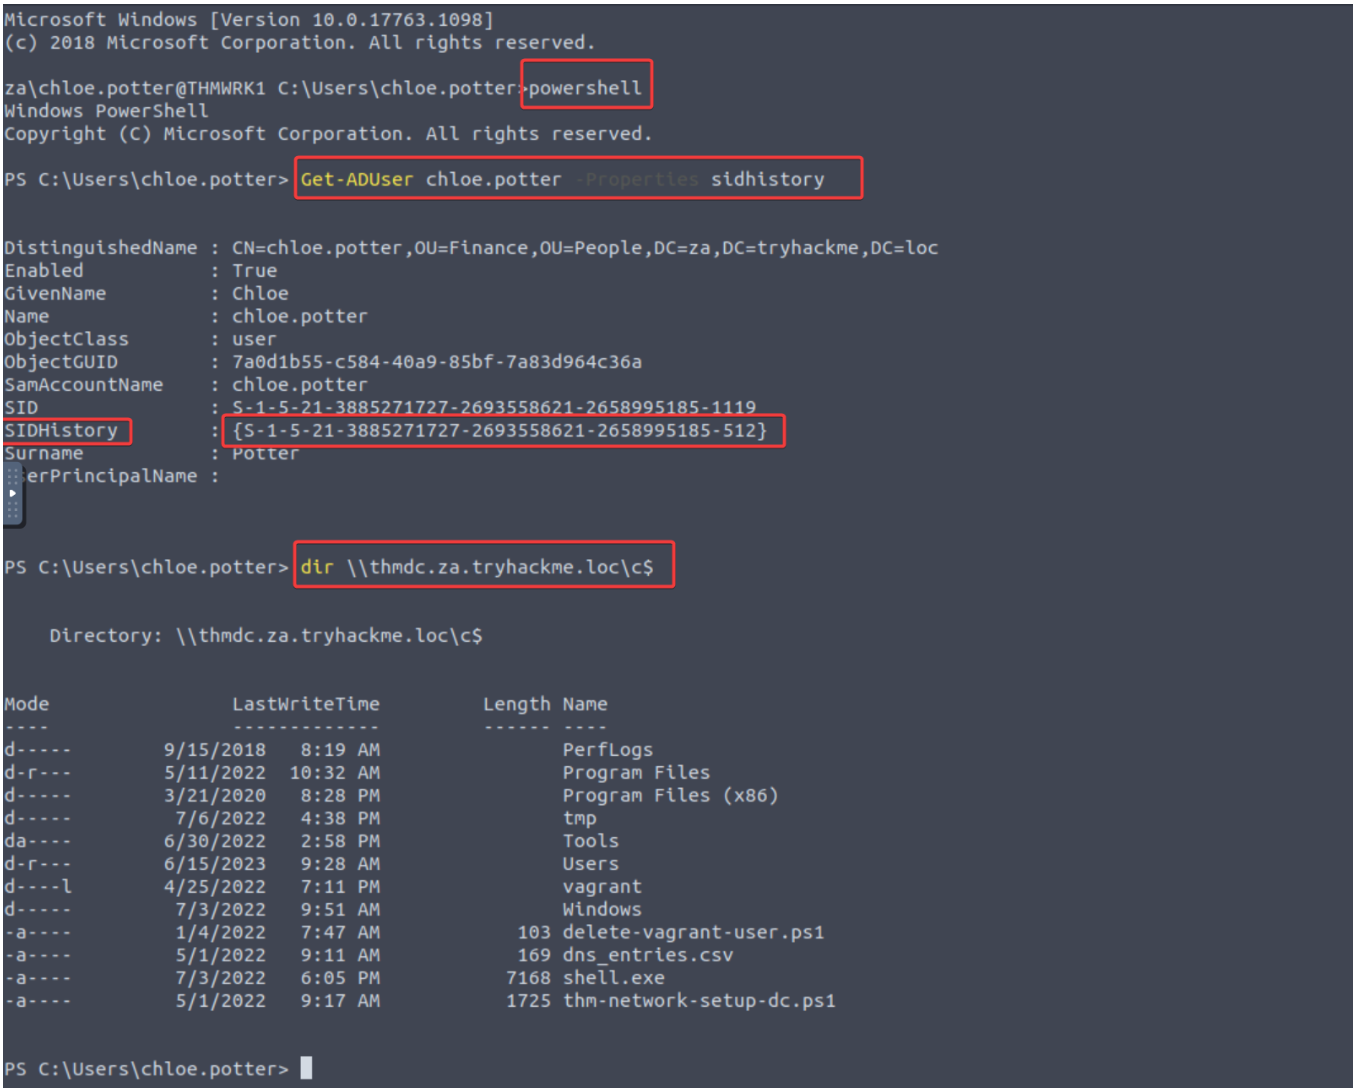 Microsoft Windows [Version 10.0.17763.1098]
(c) 2018 Microsoft Corporation. All rights reserved.
za\chloe.potter@THMWRK1 C:\Users\chloe.potter>powershell
Windows PowerShell
Copyright (C) Microsoft Corporation. All rights reserved.
PS C:\Users\chloe.potter> Get-ADUser chloe.potter -Properties sidhistory
DistinguishedName : CN=chloe.potter,OU=Finance,OU=People,DC=za,DC=tryhackme,DC=loc
Enabled           : True
GivenName         : Chloe
Name              : chloe.potter
ObjectClass       : user
ObjectGUID        : 7a0d1b55-c584-40a9-85bf-7a83d964c36a
SamAccountName    : chloe.potter
SID               : S-1-5-21-3885271727-2693558621-2658995185-1119
SIDHistory        : {S-1-5-21-3885271727-2693558621-2658995185-512}
Surname           : Potter
erPrincipalName :
PS C:\Users\chloe.potter> dir \\thmdc.za.tryhackme.loc\c$
    Directory: \\thmdc.za.tryhackme.loc\c$
Mode                LastWriteTime         Length Name
----                -------------         ------ ----
d-----        9/15/2018   8:19 AM                PerfLogs
d-r---        5/11/2022  10:32 AM                Program Files
d-----        3/21/2020   8:28 PM                Program Files (x86)
d-----         7/6/2022   4:38 PM                tmp
da----        6/30/2022   2:58 PM                Tools
d-r---        6/15/2023   9:28 AM                Users
d----l        4/25/2022   7:11 PM                vagrant
d-----         7/3/2022   9:51 AM                Windows
-a----         1/4/2022   7:47 AM            103 delete-vagrant-user.ps1
-a----         5/1/2022   9:11 AM            169 dns_entries.csv
-a----         7/3/2022   6:05 PM           7168 shell.exe
-a----         5/1/2022   9:17 AM           1725 thm-network-setup-dc.ps1
PS C:\Users\chloe.potter>